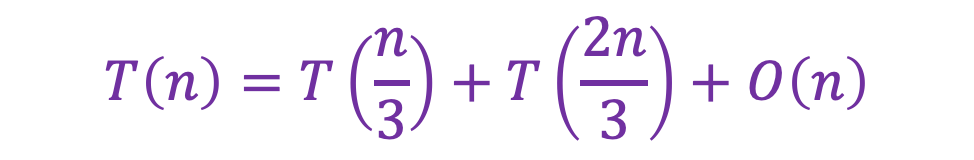 T(n) = T(n/3) + T(2n/3) + O(n)